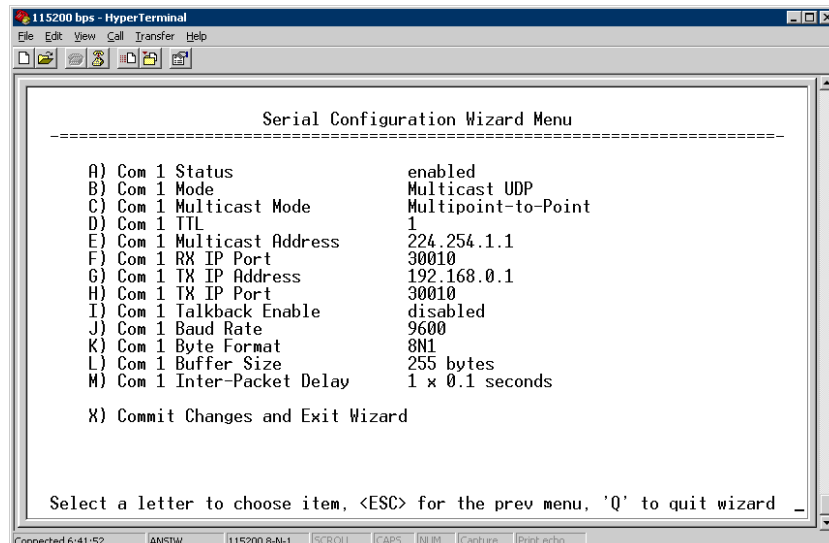 115200 bps - HyperTerminal
File Edit View Call Transfer Help
Serial Configuration Wizard Menu
-==========================================================================-
A) Com 1 Status enabled
B) Com 1 Mode Multicast UDP
C) Com 1 Multicast Mode Multipoint-to-Point
D) Com 1 TTL 1
E) Com 1 Multicast Address 224.254.1.1
F) Com 1 RX IP Port 30010
G) Com 1 TX IP Address 192.168.0.1
H) Com 1 TX IP Port 30010
I) Com 1 Talkback Enable disabled
J) Com 1 Baud Rate 9600
K) Com 1 Byte Format 8N1
L) Com 1 Buffer Size 255 bytes
M) Com 1 Inter-Packet Delay 1 x 0.1 seconds
X) Commit Changes and Exit Wizard
Select a letter to choose item, <ESC> for the prev menu, 'Q' to quit wizard _
Connected 6:41:52 ANSIW 115200 8-N-1 SCROLL CAPS NUM Capture Print echo